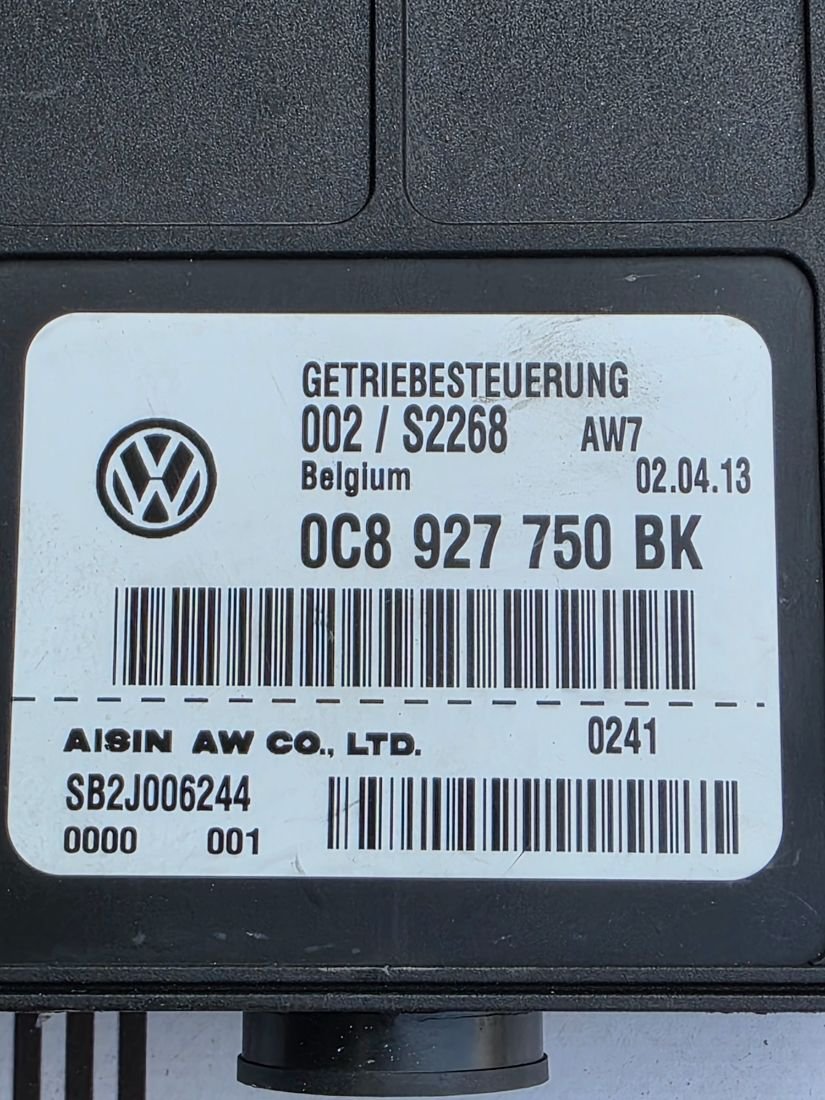 GETRIEBESTEUERUNG
002 / S2268 AW7
Belgium 02.04.13
0C8 927 750 BK
AISIN AW CO., LTD. 0241
SB2J006244
0000 001